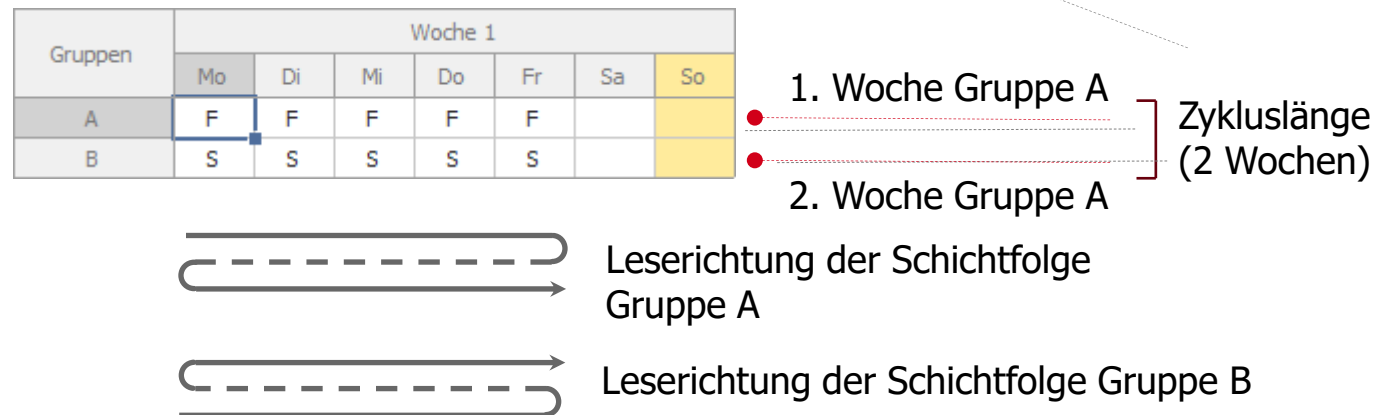 Gruppen
Woche 1
Mo Di Mi Do Fr Sa So
A F F F F F
B S S S S S
1. Woche Gruppe A
2. Woche Gruppe A
Zykluslänge
(2 Wochen)
Leserichtung der Schichtfolge
Gruppe A
Leserichtung der Schichtfolge Gruppe B